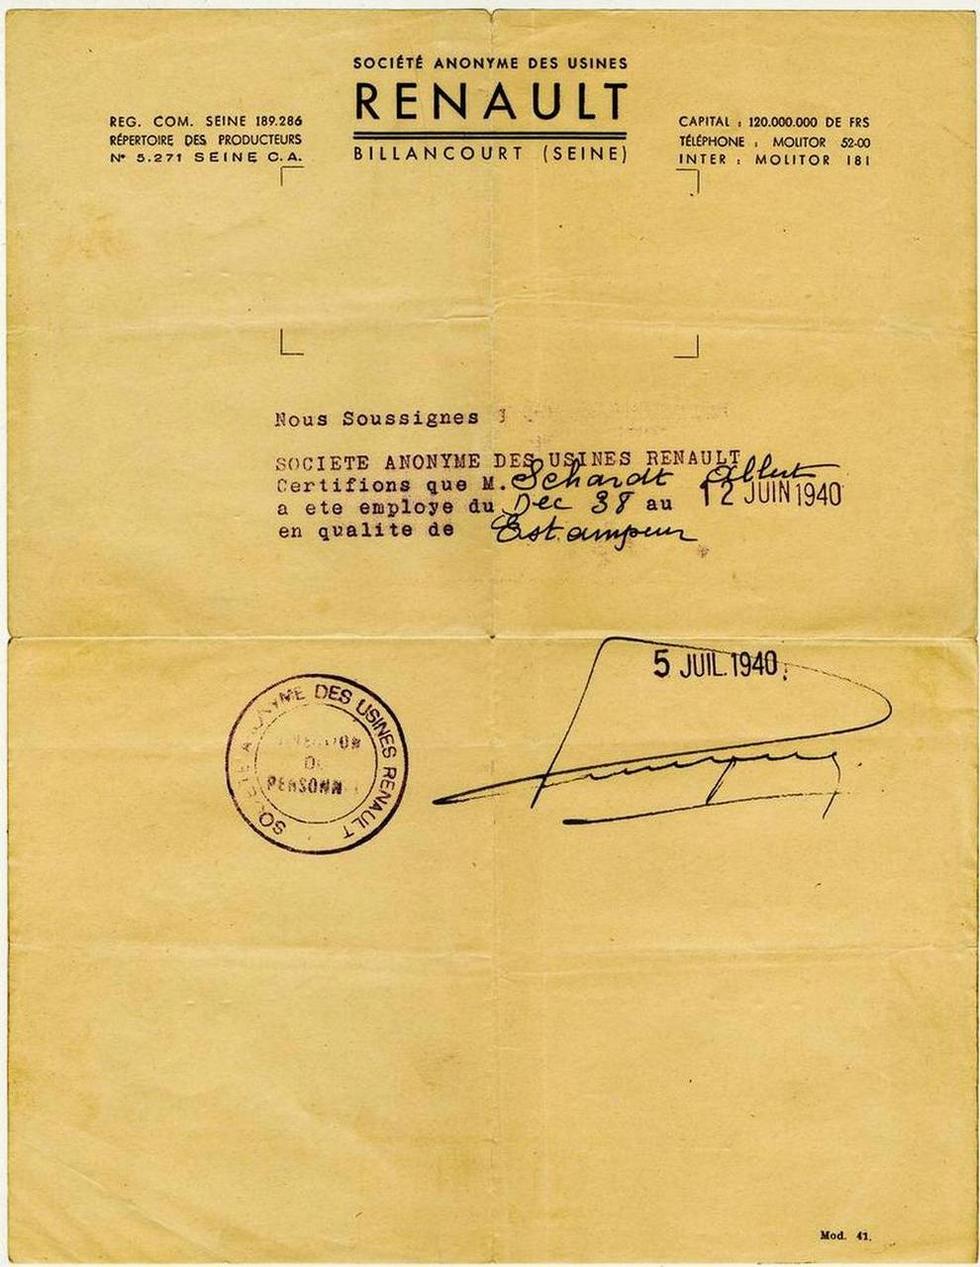 SOCIÉTÉ ANONYME DES USINES
RENAULT
BILLANCOURT (SEINE)
REG. COM. SEINE 189.286
RÉPERTOIRE DES PRODUCTEURS
N° 5.271 SEINE C.A.
CAPITAL : 120.000.000 DE FRS
TÉLÉPHONE : MOLITOR 52-00
INTER : MOLITOR 181
Nous Soussignes
SOCIETE ANONYME DES USINES RENAULT
Certifions que M. Schardt Albert
a ete employe du Dec 38 au 12 JUIN 1940
en qualite de Estampeur
5 JUIL. 1940
SOCIETE ANONYME DES USINES RENAULT
PERSONN
Mod. 41.